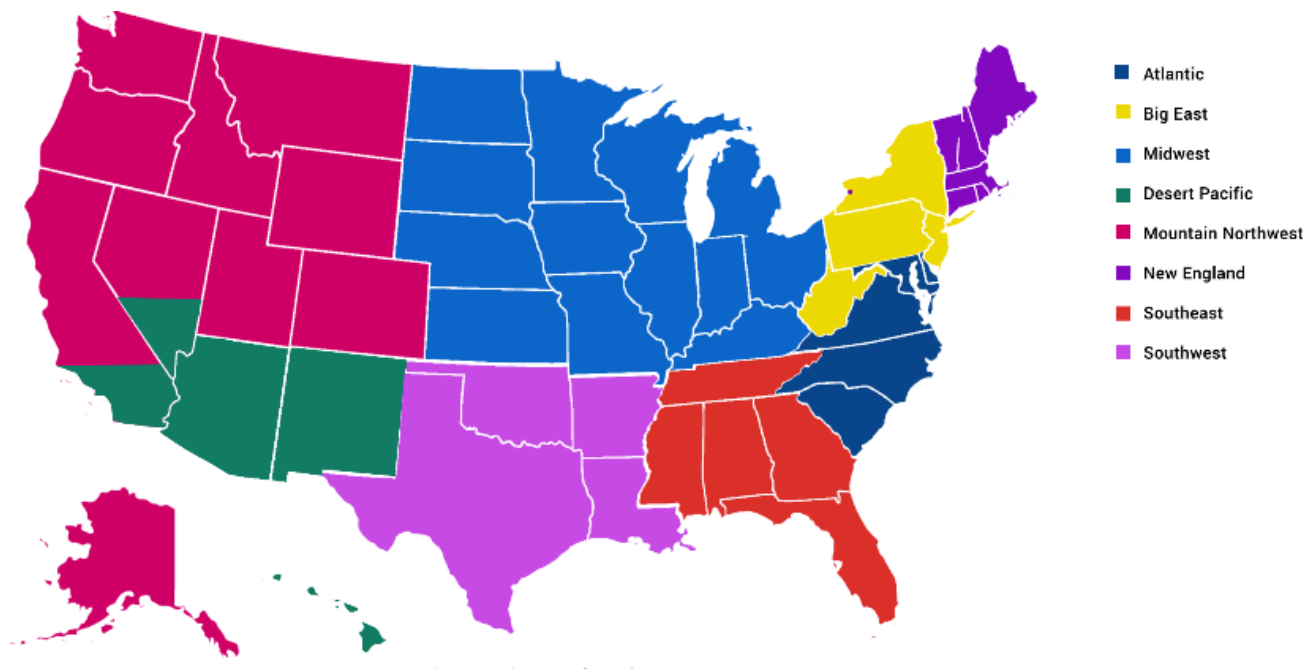 Atlantic
Big East
Midwest
Desert Pacific
Mountain Northwest
New England
Southeast
Southwest